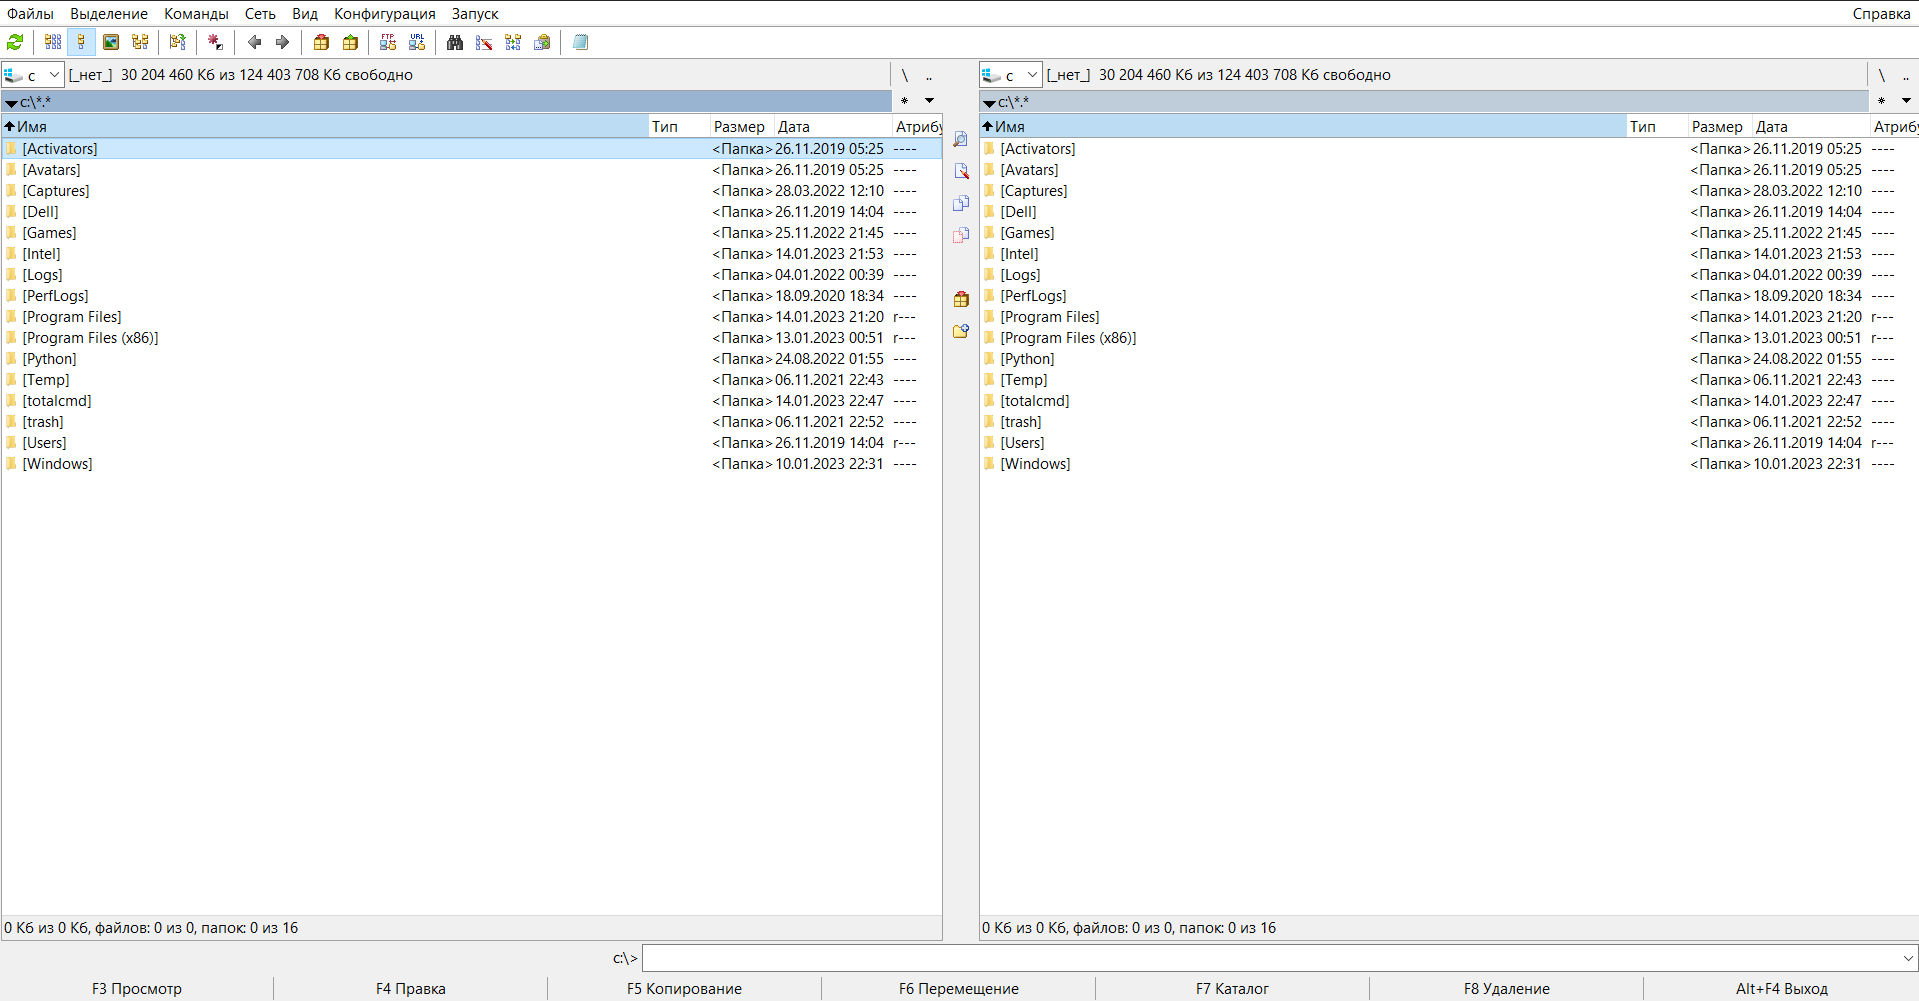 Файлы Выделение Команды Сеть Вид Конфигурация Запуск Справка
FTP URL
c [_нет_] 30 204 460 Кб из 124 403 708 Кб свободно \ ..
c:\*.* *
Имя Тип Размер Дата Атрибу
[Activators] <Папка> 26.11.2019 05:25 ----
[Avatars] <Папка> 26.11.2019 05:25 ----
[Captures] <Папка> 28.03.2022 12:10 ----
[Dell] <Папка> 26.11.2019 14:04 ----
[Games] <Папка> 25.11.2022 21:45 ----
[Intel] <Папка> 14.01.2023 21:53 ----
[Logs] <Папка> 04.01.2022 00:39 ----
[PerfLogs] <Папка> 18.09.2020 18:34 ----
[Program Files] <Папка> 14.01.2023 21:20 r---
[Program Files (x86)] <Папка> 13.01.2023 00:51 r---
[Python] <Папка> 24.08.2022 01:55 ----
[Temp] <Папка> 06.11.2021 22:43 ----
[totalcmd] <Папка> 14.01.2023 22:47 ----
[trash] <Папка> 06.11.2021 22:52 ----
[Users] <Папка> 26.11.2019 14:04 r---
[Windows] <Папка> 10.01.2023 22:31 ----
0 Кб из 0 Кб, файлов: 0 из 0, папок: 0 из 16
c [_нет_] 30 204 460 Кб из 124 403 708 Кб свободно \ ..
c:\*.* *
Имя Тип Размер Дата Атрибу
[Activators] <Папка> 26.11.2019 05:25 ----
[Avatars] <Папка> 26.11.2019 05:25 ----
[Captures] <Папка> 28.03.2022 12:10 ----
[Dell] <Папка> 26.11.2019 14:04 ----
[Games] <Папка> 25.11.2022 21:45 ----
[Intel] <Папка> 14.01.2023 21:53 ----
[Logs] <Папка> 04.01.2022 00:39 ----
[PerfLogs] <Папка> 18.09.2020 18:34 ----
[Program Files] <Папка> 14.01.2023 21:20 r---
[Program Files (x86)] <Папка> 13.01.2023 00:51 r---
[Python] <Папка> 24.08.2022 01:55 ----
[Temp] <Папка> 06.11.2021 22:43 ----
[totalcmd] <Папка> 14.01.2023 22:47 ----
[trash] <Папка> 06.11.2021 22:52 ----
[Users] <Папка> 26.11.2019 14:04 r---
[Windows] <Папка> 10.01.2023 22:31 ----
0 Кб из 0 Кб, файлов: 0 из 0, папок: 0 из 16
c:\>
F3 Просмотр F4 Правка F5 Копирование F6 Перемещение F7 Каталог F8 Удаление Alt+F4 Выход